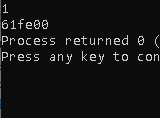 1
61fe00
Process returned 0 (
Press any key to con